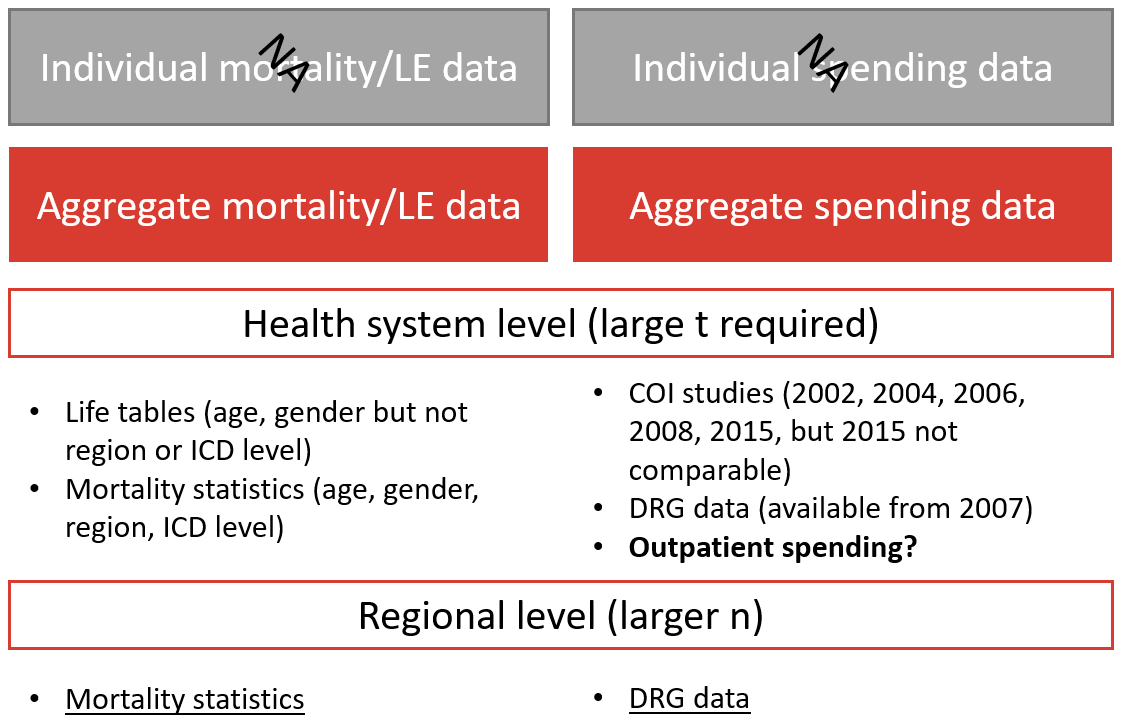 Individual mortality/LE data
NA
Individual spending data
NA
Aggregate mortality/LE data
Aggregate spending data
Health system level (large t required)
• Life tables (age, gender but not
region or ICD level)
• Mortality statistics (age, gender,
region, ICD level)
• COI studies (2002, 2004, 2006,
2008, 2015, but 2015 not
comparable)
• DRG data (available from 2007)
• Outpatient spending?
Regional level (larger n)
• Mortality statistics
• DRG data